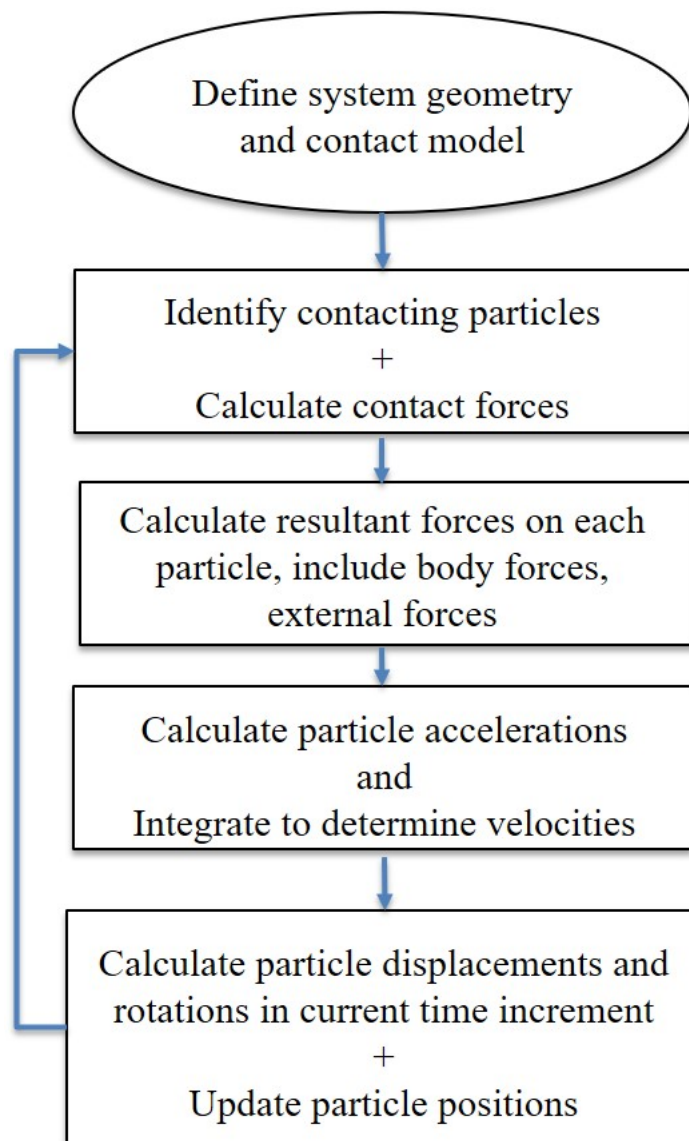 Define system geometry
and contact model
Identify contacting particles
+
Calculate contact forces
Calculate resultant forces on each
particle, include body forces,
external forces
Calculate particle accelerations
and
Integrate to determine velocities
Calculate particle displacements and
rotations in current time increment
+
Update particle positions